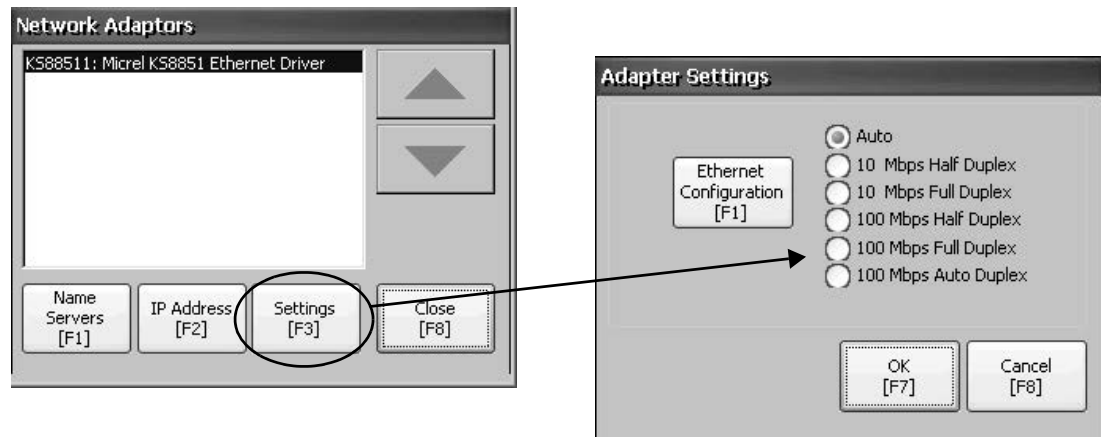 Network Adaptors
KS88511: Micrel KS8851 Ethernet Driver
Name
Servers
[F1]
IP Address
[F2]
Settings
[F3]
Close
[F8]
Adapter Settings
Ethernet
Configuration
[F1]
Auto
10 Mbps Half Duplex
10 Mbps Full Duplex
100 Mbps Half Duplex
100 Mbps Full Duplex
100 Mbps Auto Duplex
OK
[F7]
Cancel
[F8]